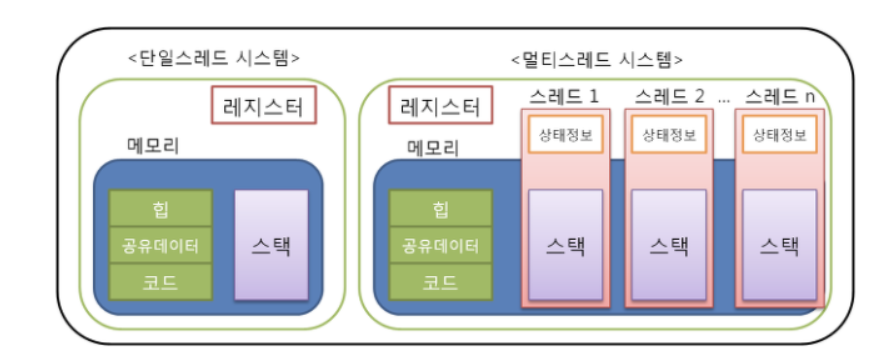 <단일스레드 시스템>
레지스터
메모리
힙
공유데이터
코드
스택
<멀티스레드 시스템>
레지스터
메모리
힙
공유데이터
코드
스레드 1
상태정보
스택
스레드 2
상태정보
스택
...
스레드 n
상태정보
스택